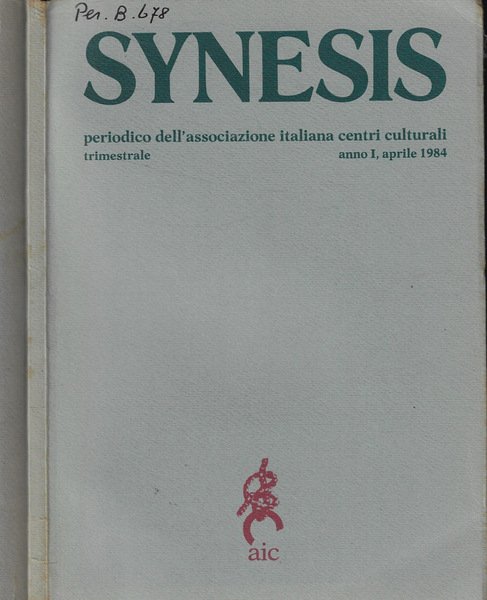 Per. B. 678
SYNESIS
periodico dell'associazione italiana centri culturali
trimestrale anno I, aprile 1984
aic